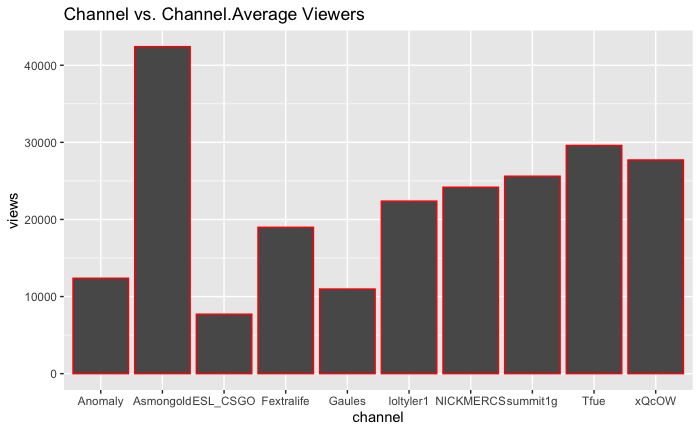 Channel vs. Channel.Average Viewers
views
40000
30000
20000
10000
0
Anomaly Asmongold ESL_CSGO Fextralife Gaules loltyler1 NICKMERCS summit1g Tfue xQcOW
channel